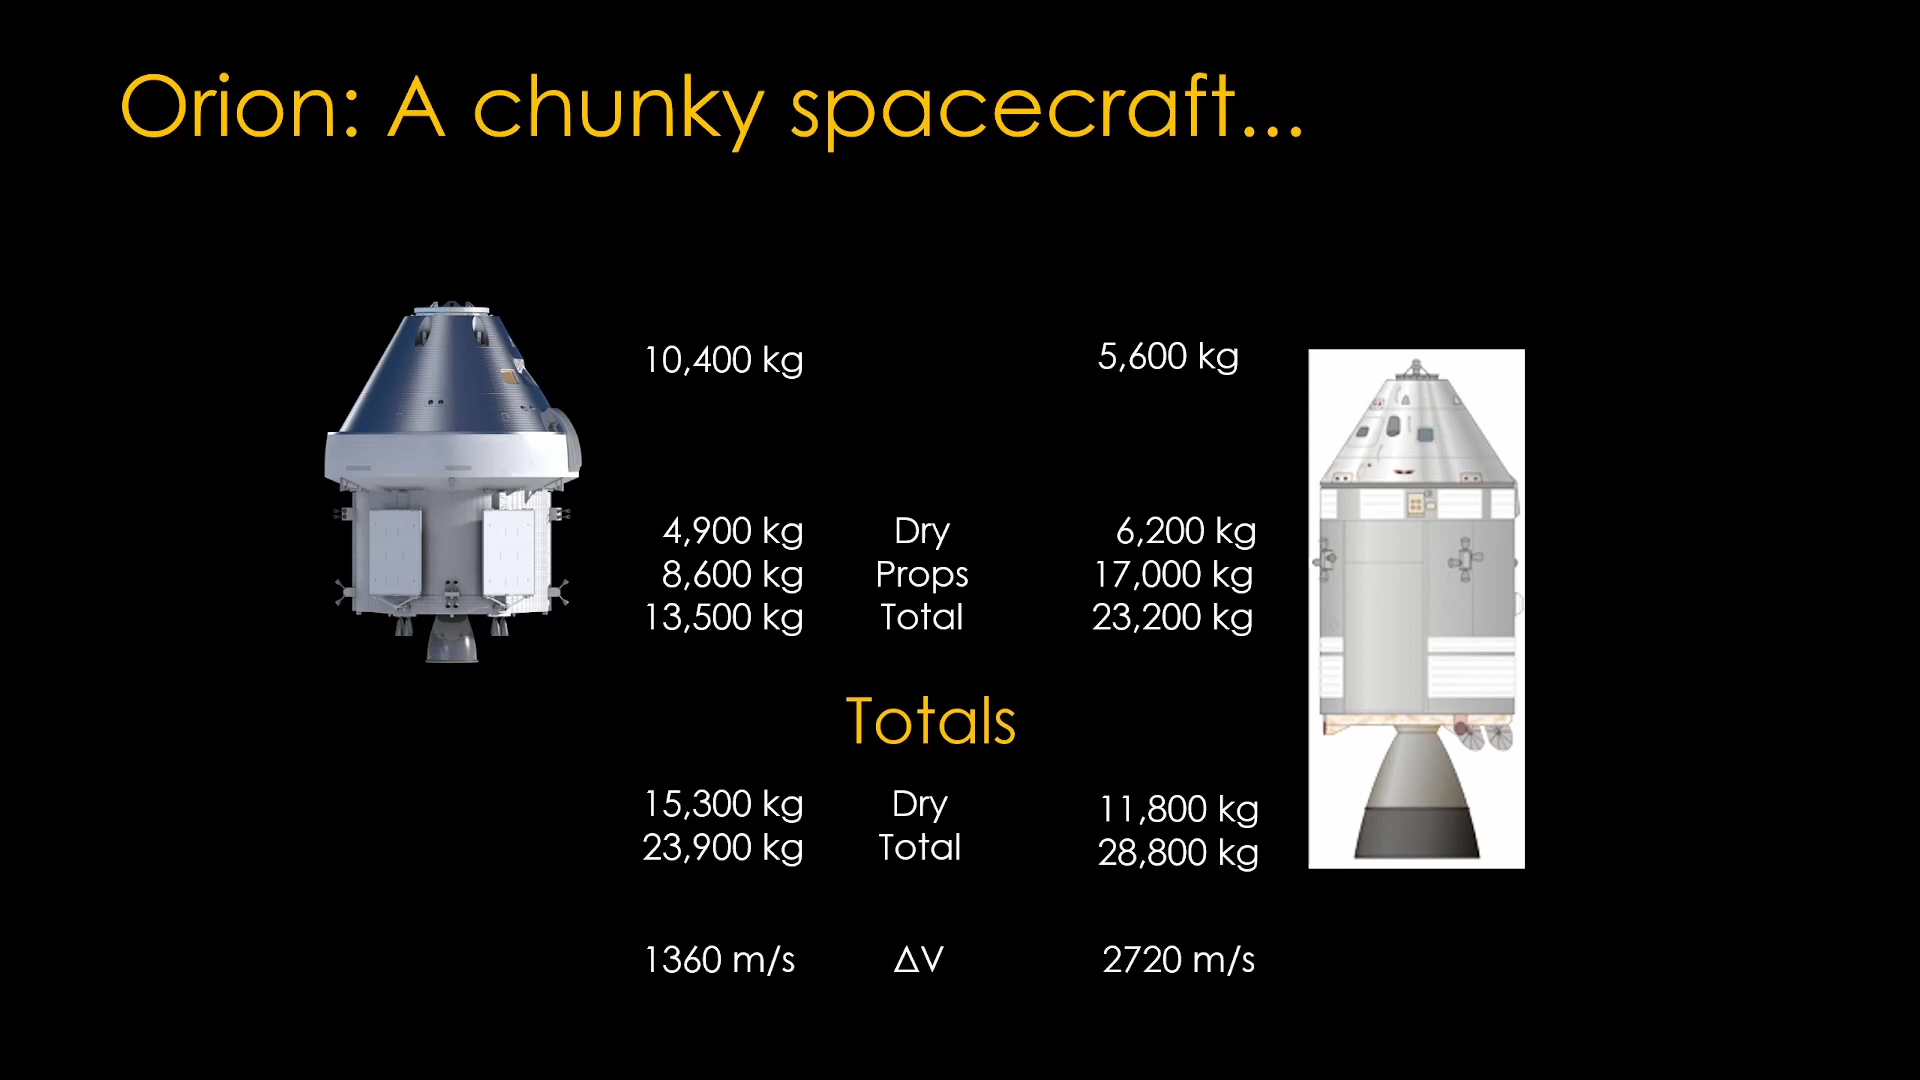 Orion: A chunky spacecraft...
10,400 kg 5,600 kg
4,900 kg Dry 6,200 kg
8,600 kg Props 17,000 kg
13,500 kg Total 23,200 kg
Totals
15,300 kg Dry 11,800 kg
23,900 kg Total 28,800 kg
1360 m/s ΔV 2720 m/s